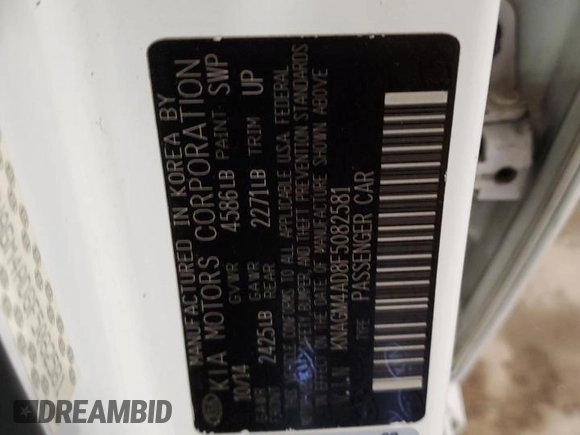 MANUFACTURED IN KOREA BY
KIA MOTORS CORPORATION
10/14 GVWR 4586LB PAINT SWP
GAWR FRONT 2425LB GAWR REAR 2271LB TRIM UP
THIS VEHICLE CONFORMS TO ALL APPLICABLE U.S.A. FEDERAL
MOTOR VEHICLE SAFETY, BUMPER, AND THEFT PREVENTION STANDARDS
IN EFFECT ON THE DATE OF MANUFACTURE SHOWN ABOVE
V.I.N KNAGM4AD8F5082581
TYPE PASSENGER CAR
DREAMBID